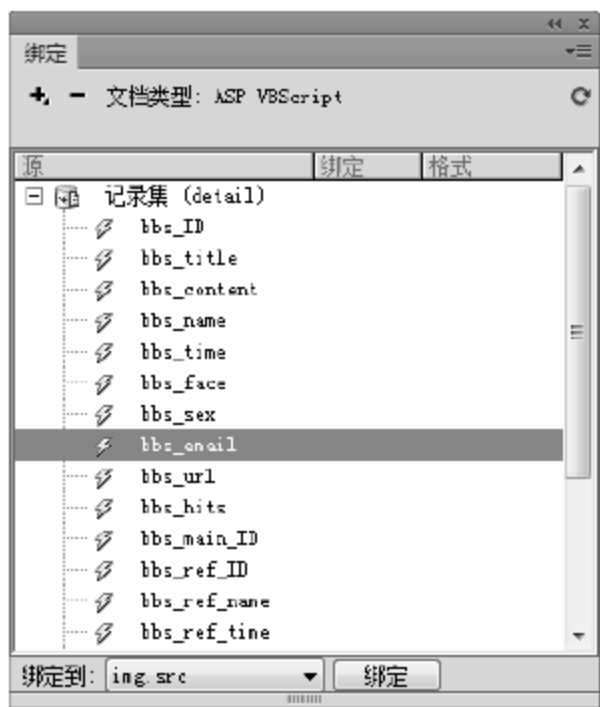 绑定
文档类型: ASP VBScript
源 绑定 格式
记录集 (detail)
bbs_ID
bbs_title
bbs_content
bbs_name
bbs_time
bbs_face
bbs_sex
bbs_email
bbs_url
bbs_hits
bbs_main_ID
bbs_ref_ID
bbs_ref_name
bbs_ref_time
绑定到: img.src 绑定